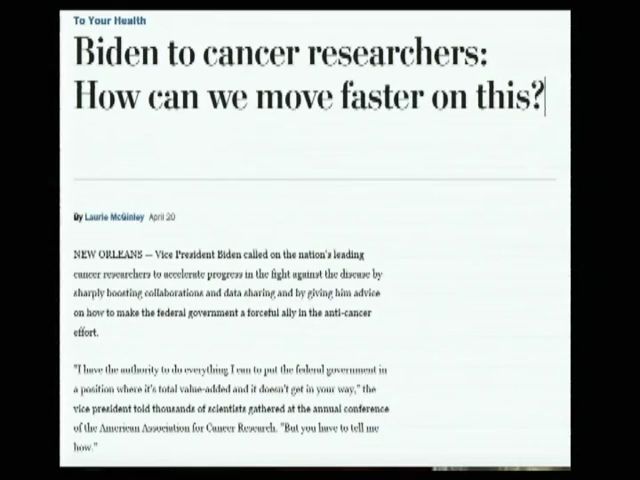 To Your Health
Biden to cancer researchers:
How can we move faster on this?
By Laurie McGinley April 20
NEW ORLEANS — Vice President Biden called on the nation's leading
cancer researchers to accelerate progress in the fight against the disease by
sharply boosting collaborations and data sharing and by giving him advice
on how to make the federal government a forceful ally in the anti-cancer
effort.
"I have the authority to do everything I can to put the federal government in
a position where it's total value-added and it doesn't get in your way," the
vice president told thousands of scientists gathered at the annual conference
of the American Association for Cancer Research. "But you have to tell me
how."